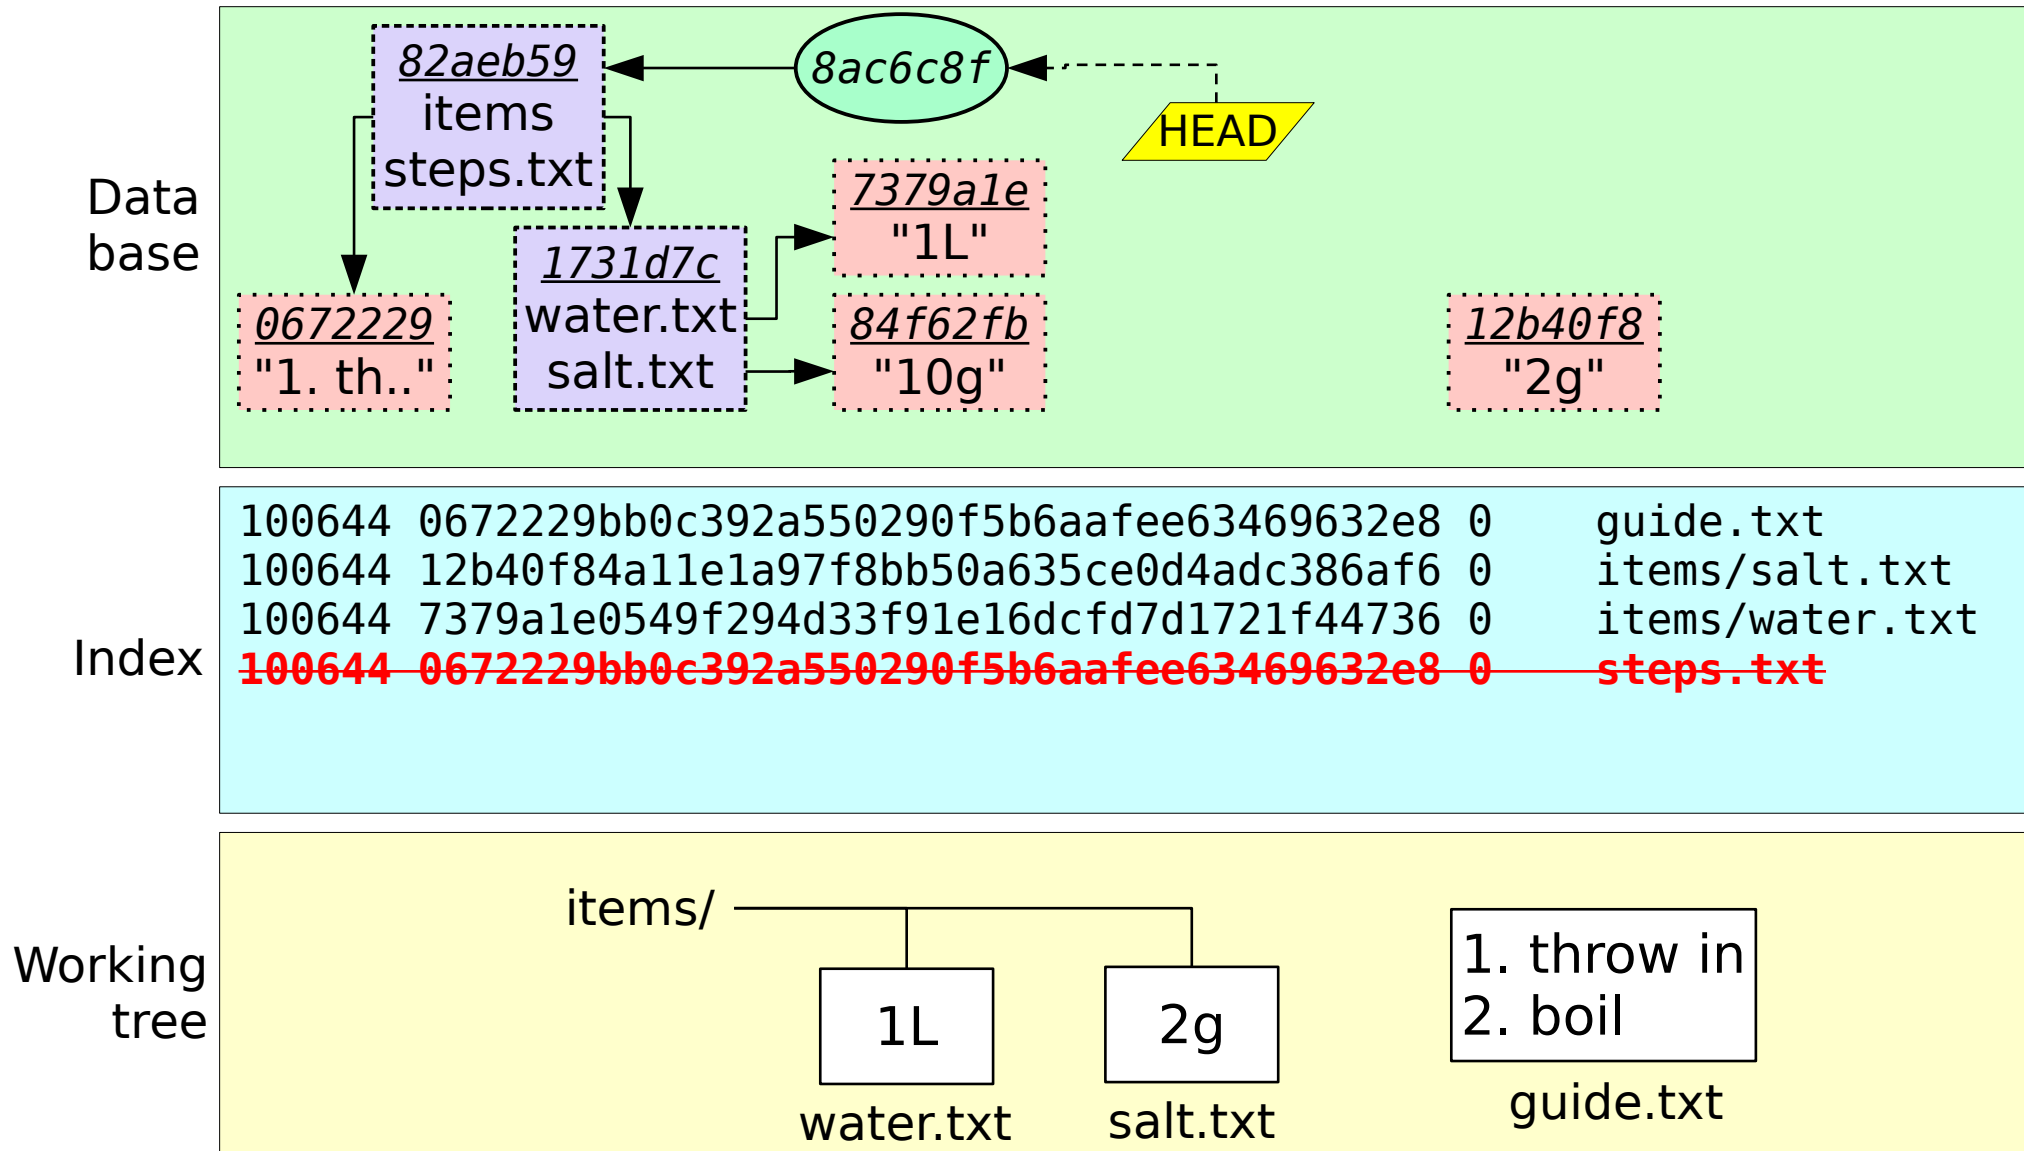 Data
base
82aeb59
items
steps.txt
8ac6c8f
HEAD
7379a1e
"1L"
1731d7c
water.txt
salt.txt
0672229
"1. th.."
84f62fb
"10g"
12b40f8
"2g"
Index
100644 0672229bb0c392a550290f5b6aafee63469632e8 0 guide.txt
100644 12b40f84a11e1a97f8bb50a635ce0d4adc386af6 0 items/salt.txt
100644 7379a1e0549f294d33f91e16dcfd7d1721f44736 0 items/water.txt
100644 0672229bb0c392a550290f5b6aafee63469632e8 0 steps.txt
Working
tree
items/
1L
water.txt
2g
salt.txt
1. throw in
2. boil
guide.txt